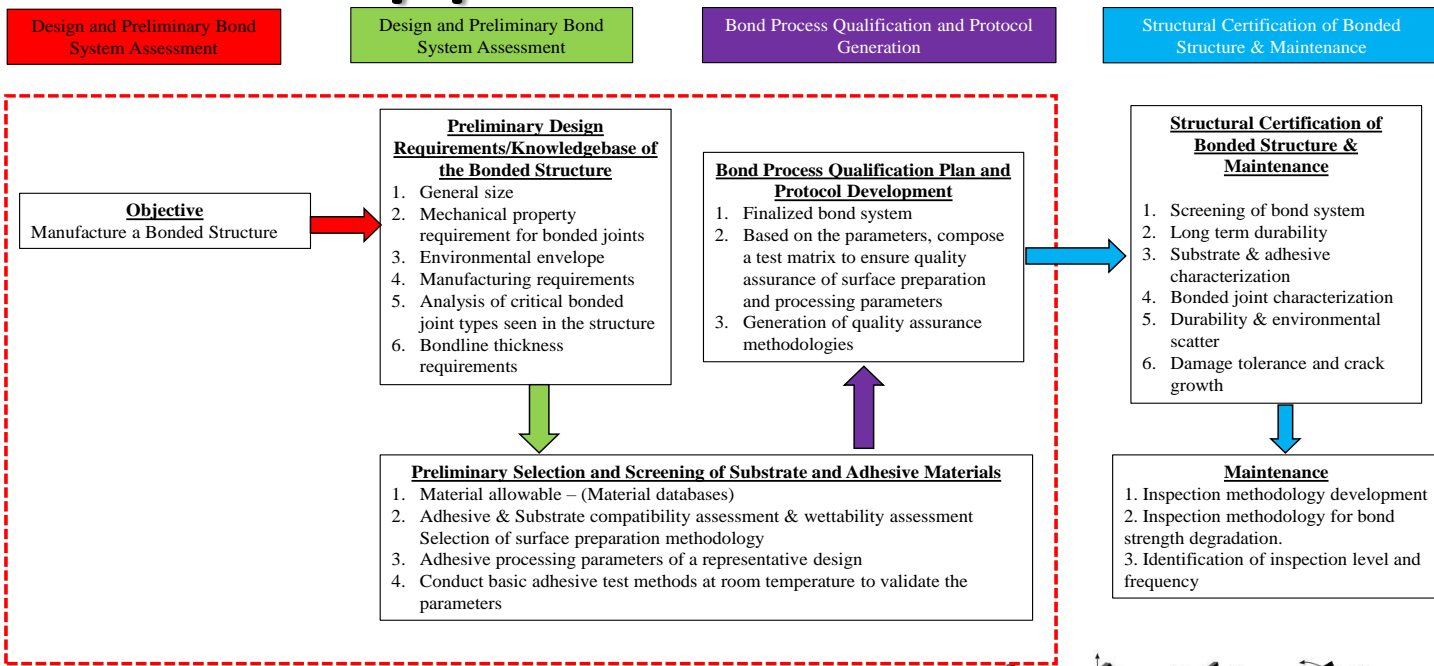 Design and Preliminary Bond
System Assessment
Design and Preliminary Bond
System Assessment
Bond Process Qualification and Protocol
Generation
Structural Certification of Bonded
Structure & Maintenance
Objective
Manufacture a Bonded Structure
Preliminary Design
Requirements/Knowledgebase of
the Bonded Structure
1. General size
2. Mechanical property
requirement for bonded joints
3. Environmental envelope
4. Manufacturing requirements
5. Analysis of critical bonded
joint types seen in the structure
6. Bondline thickness
requirements
Bond Process Qualification Plan and
Protocol Development
1. Finalized bond system
2. Based on the parameters, compose
a test matrix to ensure quality
assurance of surface preparation
and processing parameters
3. Generation of quality assurance
methodologies
Structural Certification of
Bonded Structure &
Maintenance
1. Screening of bond system
2. Long term durability
3. Substrate & adhesive
characterization
4. Bonded joint characterization
5. Durability & environmental
scatter
6. Damage tolerance and crack
growth
Preliminary Selection and Screening of Substrate and Adhesive Materials
1. Material allowable – (Material databases)
2. Adhesive & Substrate compatibility assessment & wettability assessment
Selection of surface preparation methodology
3. Adhesive processing parameters of a representative design
4. Conduct basic adhesive test methods at room temperature to validate the
parameters
Maintenance
1. Inspection methodology development
2. Inspection methodology for bond
strength degradation.
3. Identification of inspection level and
frequency